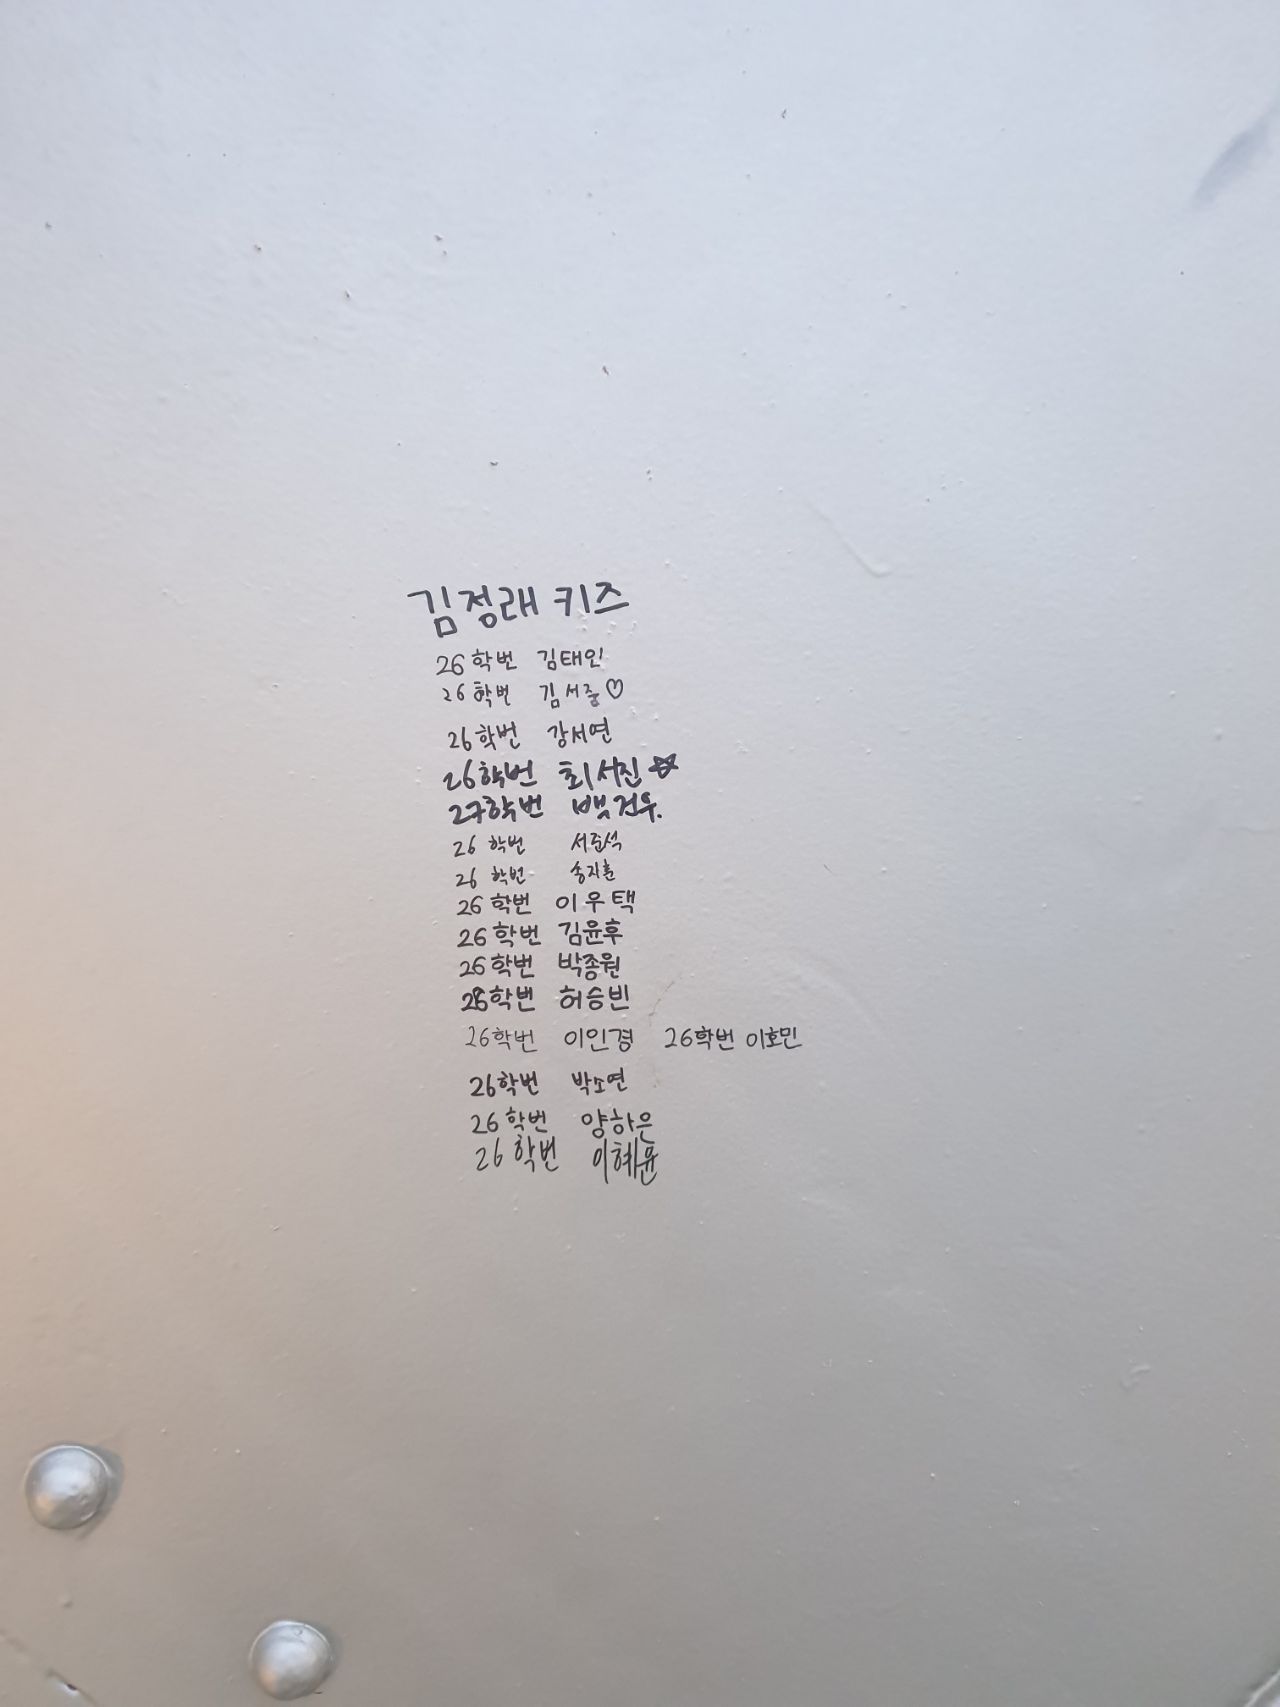 김정래 키즈
26학번 김태인
26학번 김서중♡
26학번 강서연
26학번 최서진☆
27학번 백건우.
26학번 서준석
26학번 송지훈
26학번 이우택
26학번 김윤후
26학번 박종원
26학번 허승빈
26학번 이인경 26학번 이호민
26학번 박소연
26학번 양하은
26학번 이혜윤